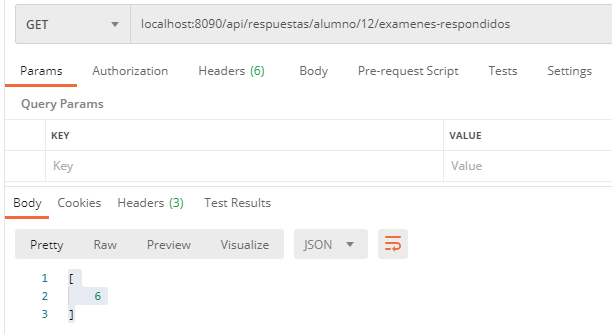 GET localhost:8090/api/respuestas/alumno/12/examenes-respondidos
Params Authorization Headers (6) Body Pre-request Script Tests Settings
Query Params
KEY VALUE
Key Value
Body Cookies Headers (3) Test Results
Pretty Raw Preview Visualize JSON
1 [
2 6
3 ]